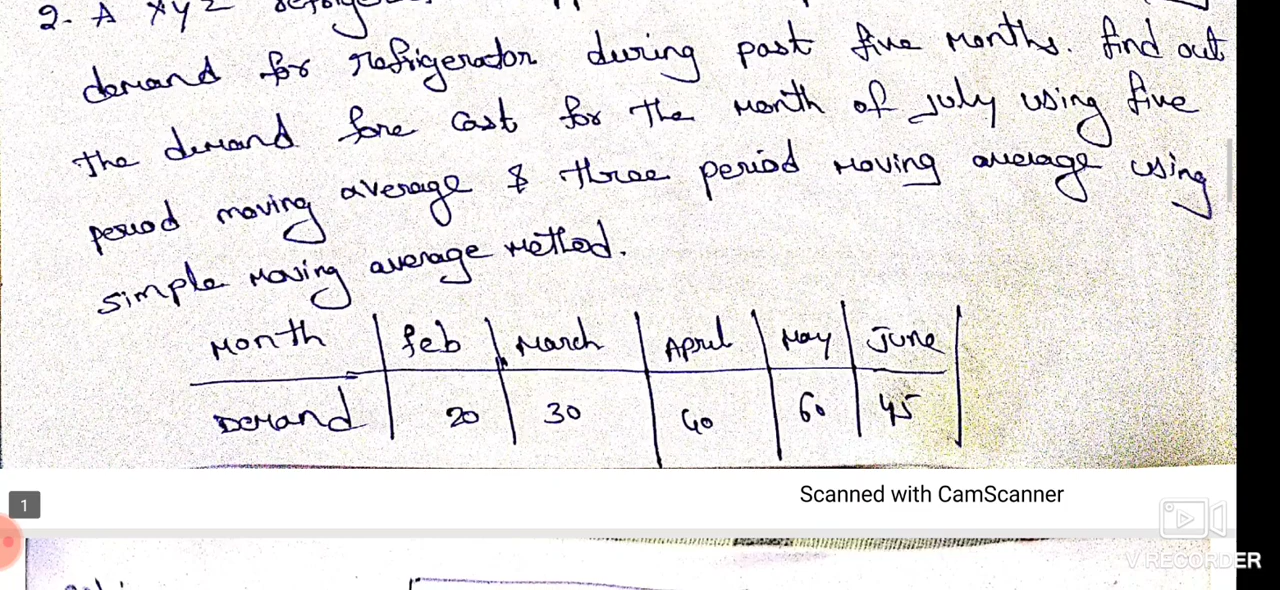 2. A XYZ
demand for refrigerator during past five months. find out
the demand fore cast for the month of july using five
period moving average & three period moving average using
simple moving average method.
Month feb March April May June
Demand 20 30 40 60 45
1
Scanned with CamScanner
V RECORDER